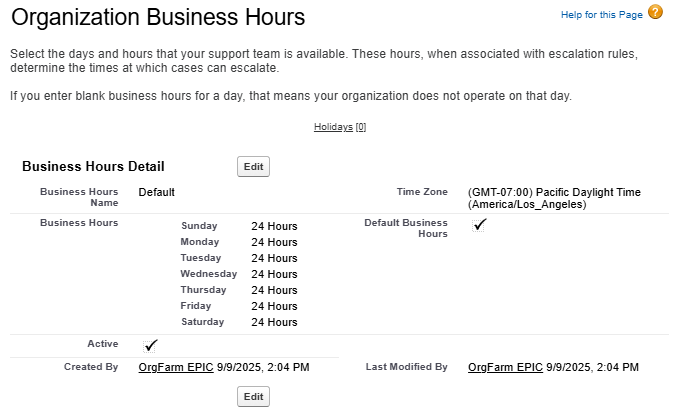 Organization Business Hours
Help for this Page ?
Select the days and hours that your support team is available. These hours, when associated with escalation rules,
determine the times at which cases can escalate.
If you enter blank business hours for a day, that means your organization does not operate on that day.
Holidays [0]
Business Hours Detail Edit
Business Hours Name Default Time Zone (GMT-07:00) Pacific Daylight Time
(America/Los_Angeles)
Business Hours Sunday 24 Hours Default Business Hours
Monday 24 Hours
Tuesday 24 Hours
Wednesday 24 Hours
Thursday 24 Hours
Friday 24 Hours
Saturday 24 Hours
Active
Created By OrgFarm EPIC 9/9/2025, 2:04 PM Last Modified By OrgFarm EPIC 9/9/2025, 2:04 PM
Edit